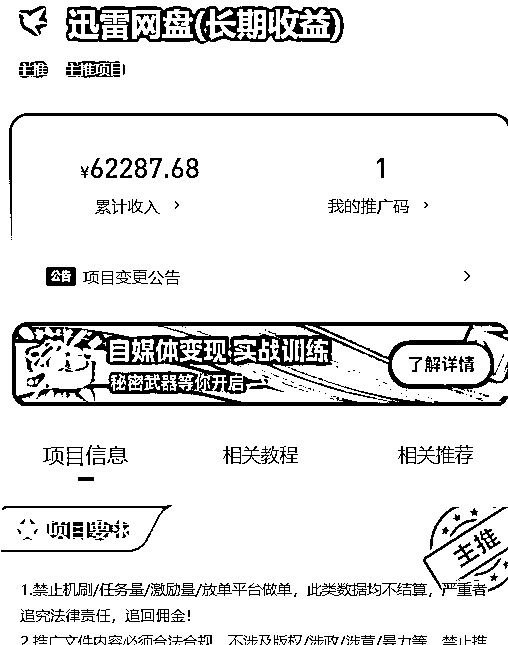 迅雷网盘(长期收益)
主推 主推项目
¥62287.68 1
累计收入 > 我的推广码 >
公告 项目变更公告 >
自媒体变现 实战训练
秘密武器等你开启
了解详情
项目信息 相关教程 相关推荐
项目要求
主推
1.禁止机刷/任务量/激励量/放单平台做单，此类数据均不结算，严重者
追究法律责任，追回佣金！
2.推广文件内容必须合法合规，不涉及版权/涉政/涉黄/暴力等，禁止推